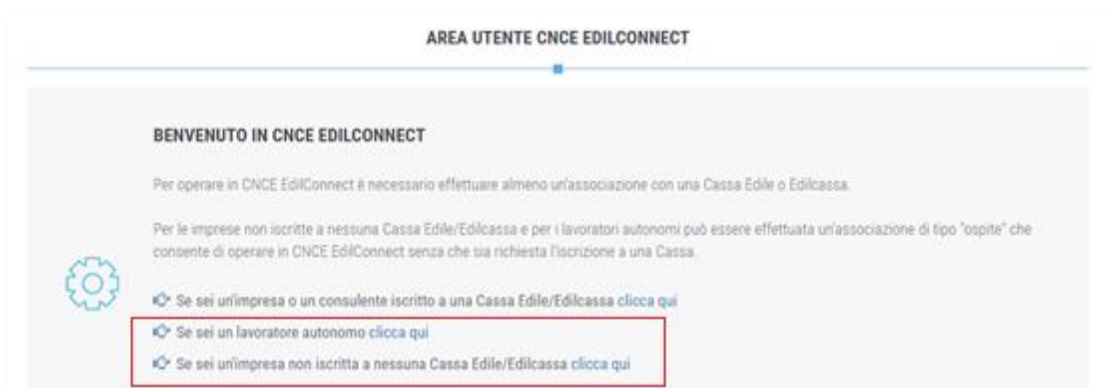 AREA UTENTE CNCE EDILCONNECT
BENVENUTO IN CNCE EDILCONNECT
Per operare in CNCE EdilConnect è necessario effettuare almeno un'associazione con una Cassa Edile o Edilcassa.
Per le imprese non iscritte a nessuna Cassa Edile/Edilcassa e per i lavoratori autonomi può essere effettuata un'associazione di tipo "ospite" che
consente di operare in CNCE EdilConnect senza che sia richiesta l'iscrizione a una Cassa.
Se sei un'impresa o un consulente iscritto a una Cassa Edile/Edilcassa clicca qui
Se sei un lavoratore autonomo clicca qui
Se sei un'impresa non iscritta a nessuna Cassa Edile/Edilcassa clicca qui